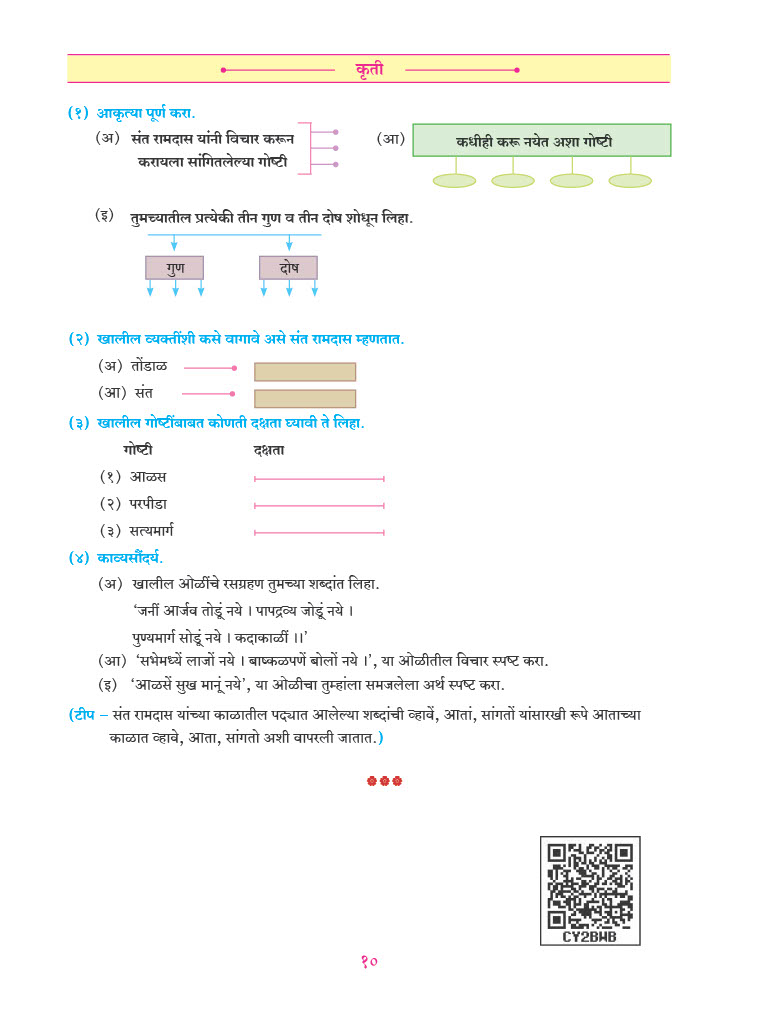 कृती
(१) आकृत्या पूर्ण करा.
(अ) संत रामदास यांनी विचार करून
करायला सांगितलेल्या गोष्टी
(आ) कधीही करू नयेत अशा गोष्टी
(इ) तुमच्यातील प्रत्येकी तीन गुण व तीन दोष शोधून लिहा.
गुण दोष
(२) खालील व्यक्तींशी कसे वागावे असे संत रामदास म्हणतात.
(अ) तोंडाळ
(आ) संत
(३) खालील गोष्टींबाबत कोणती दक्षता घ्यावी ते लिहा.
गोष्टी दक्षता
(१) आळस
(२) परपीडा
(३) सत्यमार्ग
(४) काव्यसौंदर्य.
(अ) खालील ओळींचे रसग्रहण तुमच्या शब्दांत लिहा.
‘जनीं आर्जव तोडूं नये । पापद्रव्य जोडूं नये ।
पुण्यमार्ग सोडूं नये । कदाकाळीं ।।’
(आ) ‘सभेमध्यें लाजों नये । बाष्कळपणें बोलों नये ।’, या ओळीतील विचार स्पष्ट करा.
(इ) ‘आळसें सुख मानूं नये’, या ओळीचा तुम्हांला समजलेला अर्थ स्पष्ट करा.
(टीप – संत रामदास यांच्या काळातील पद्यात आलेल्या शब्दांची व्हावें, आतां, सांगतों यांसारखी रूपे आताच्या
काळात व्हावे, आता, सांगतो अशी वापरली जातात.)
CY2BWB
१०